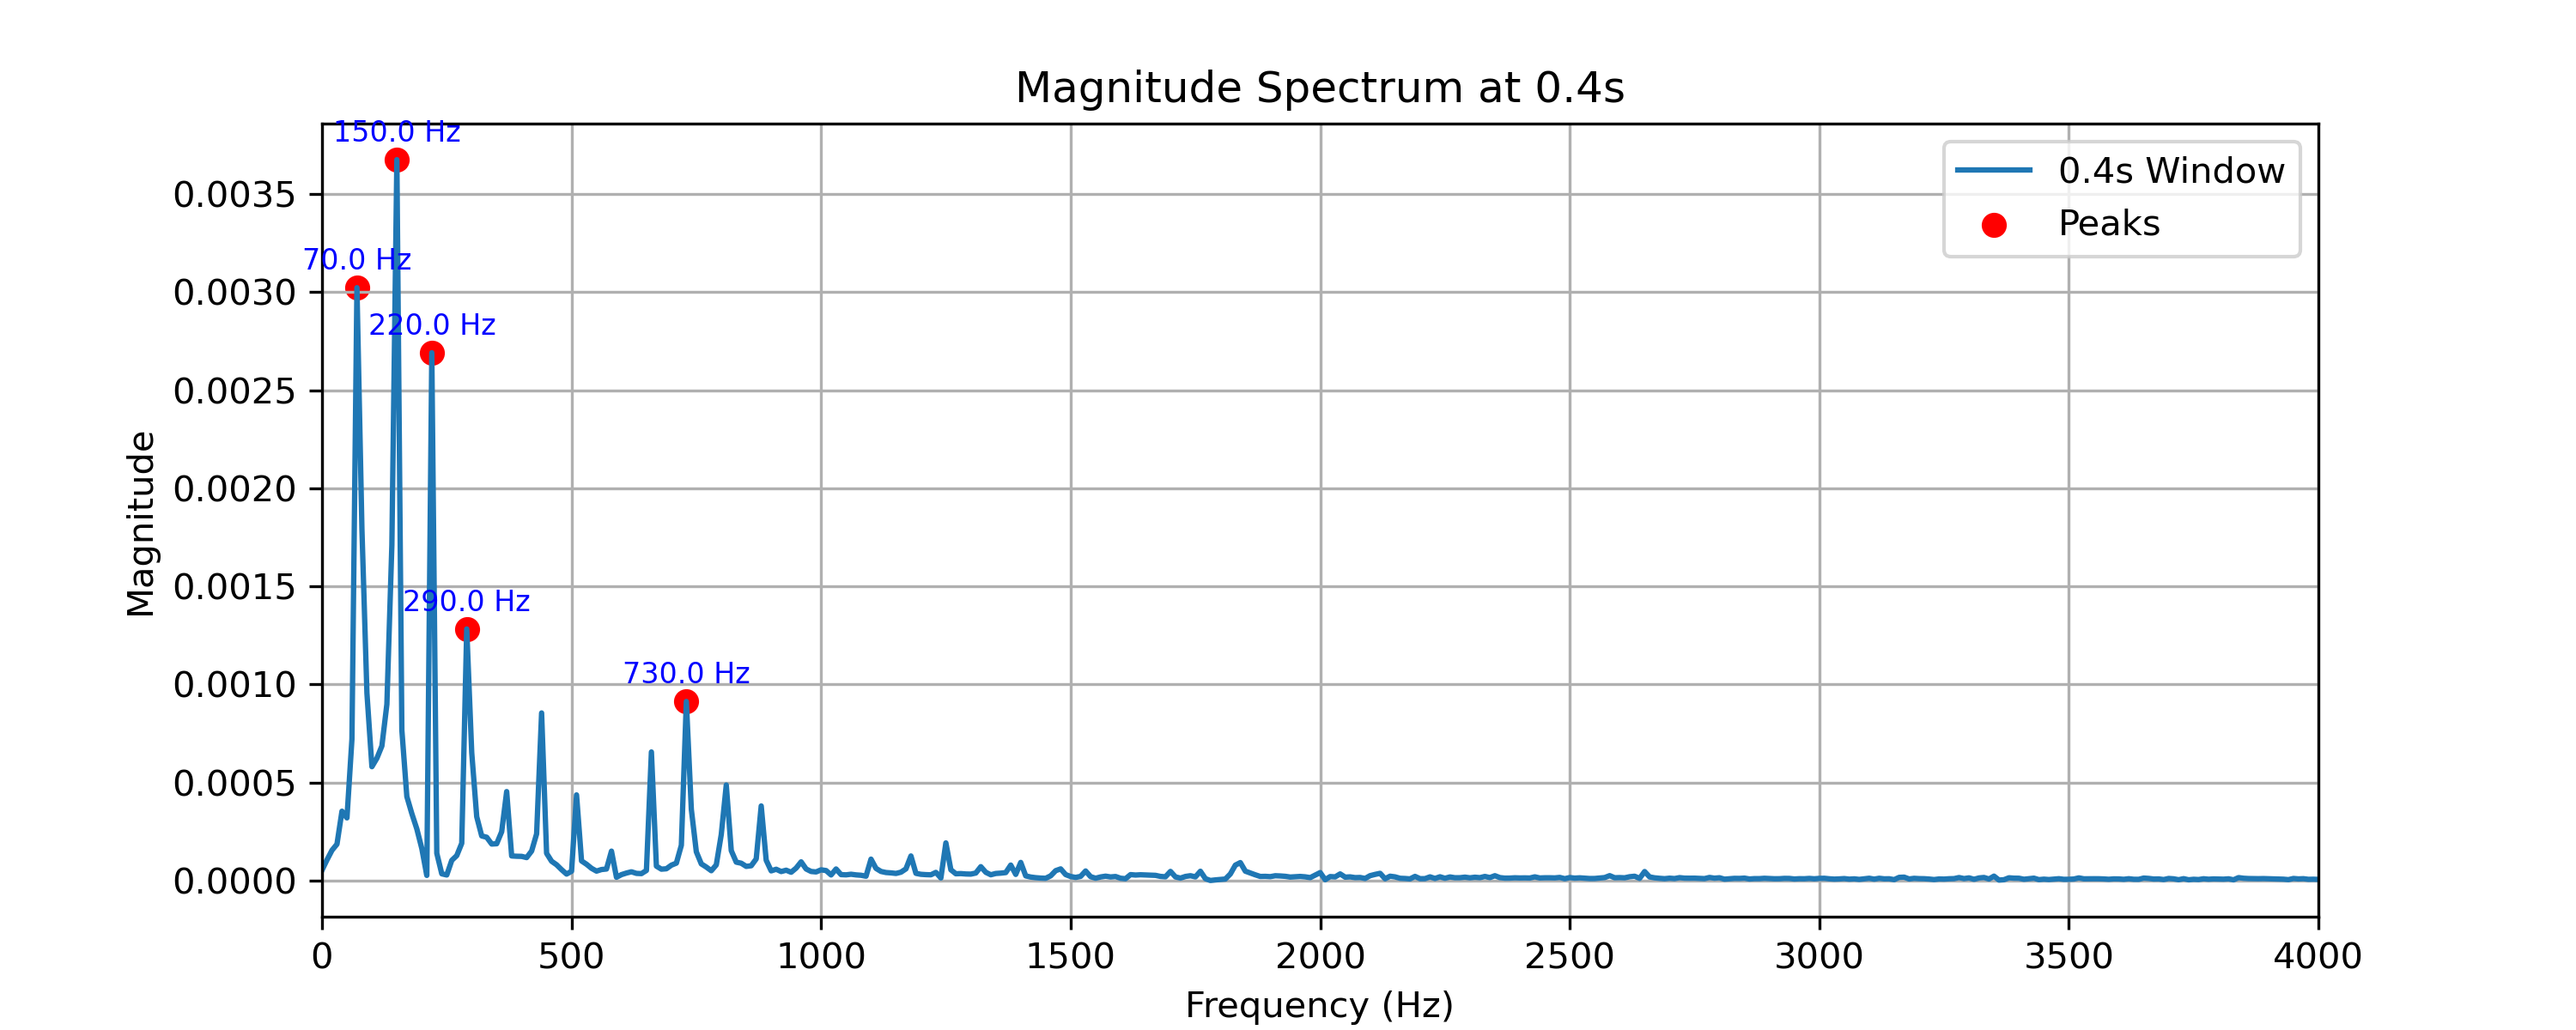 Magnitude Spectrum at 0.4s
150.0 Hz
70.0 Hz
220.0 Hz
290.0 Hz
730.0 Hz
0.4s Window
Peaks
Magnitude
0.0035
0.0030
0.0025
0.0020
0.0015
0.0010
0.0005
0.0000
0 500 1000 1500 2000 2500 3000 3500 4000
Frequency (Hz)